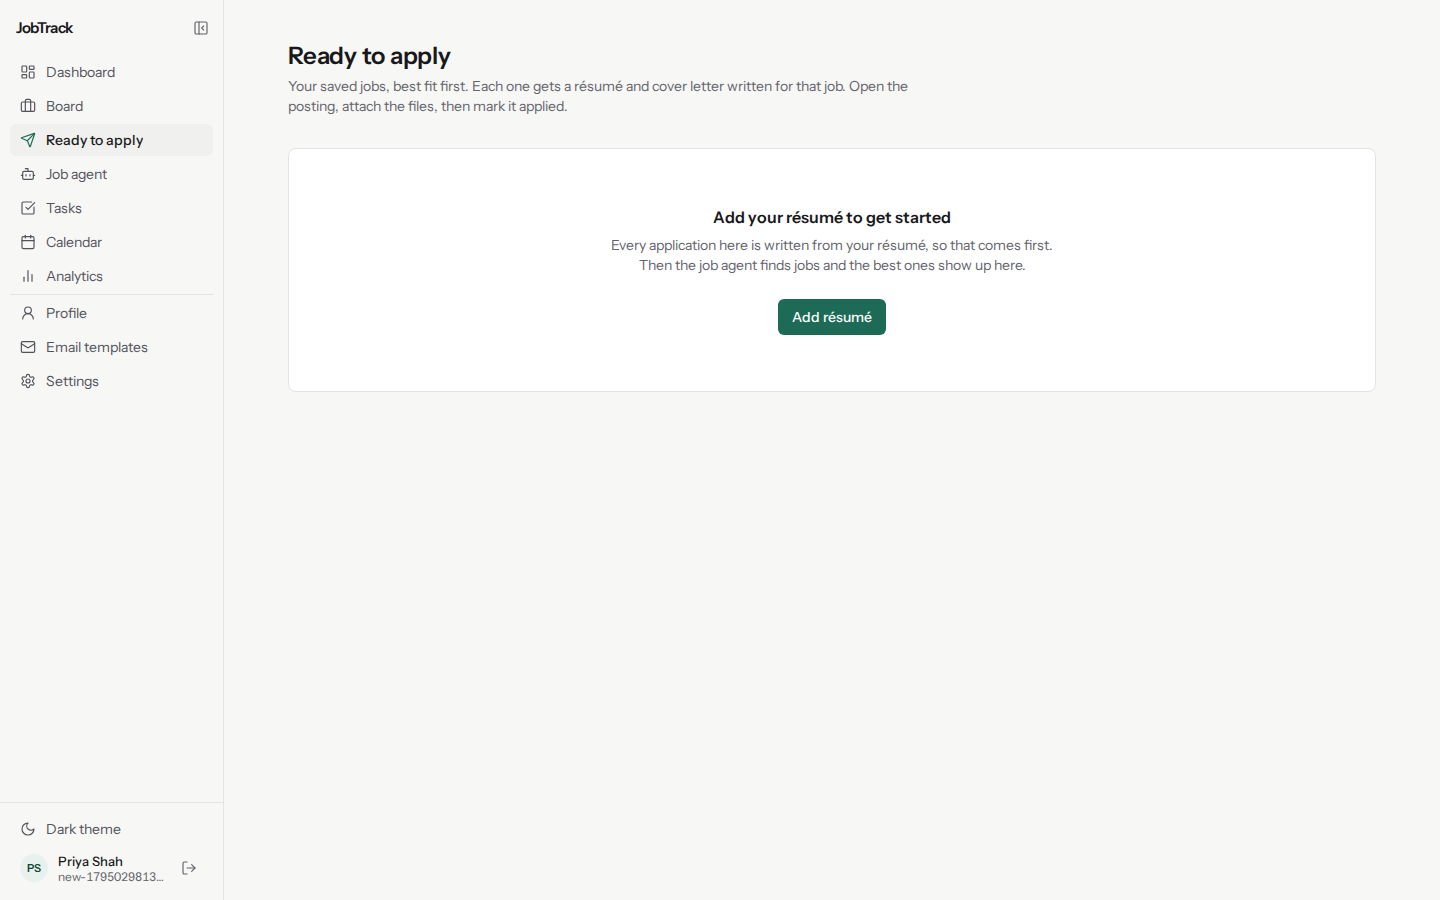 JobTrack
Dashboard
Board
Ready to apply
Job agent
Tasks
Calendar
Analytics
Profile
Email templates
Settings
Dark theme
PS
Priya Shah
new-1795029813...
Ready to apply
Your saved jobs, best fit first. Each one gets a résumé and cover letter written for that job. Open the
posting, attach the files, then mark it applied.
Add your résumé to get started
Every application here is written from your résumé, so that comes first.
Then the job agent finds jobs and the best ones show up here.
Add résumé